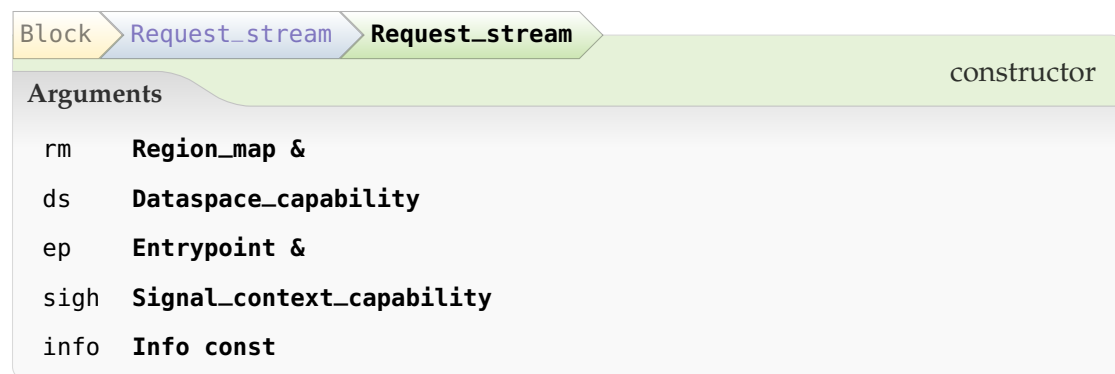 Block Request_stream Request_stream
constructor
Arguments
rm Region_map &
ds Dataspace_capability
ep Entrypoint &
sigh Signal_context_capability
info Info const